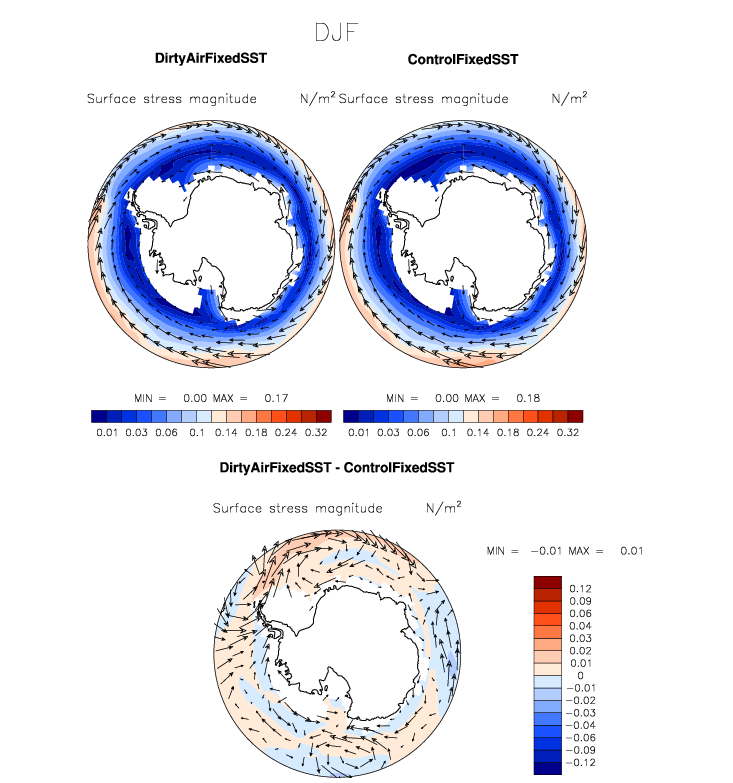 DJF
DirtyAirFixedSST ControlFixedSST
Surface stress magnitude N/m² Surface stress magnitude N/m²
MIN = 0.00 MAX = 0.17 MIN = 0.00 MAX = 0.18
0.01 0.03 0.06 0.1 0.14 0.18 0.24 0.32 0.01 0.03 0.06 0.1 0.14 0.18 0.24 0.32
DirtyAirFixedSST - ControlFixedSST
Surface stress magnitude N/m²
MIN = -0.01 MAX = 0.01
0.12
0.09
0.06
0.04
0.03
0.02
0.01
0
-0.01
-0.02
-0.03
-0.04
-0.06
-0.09
-0.12